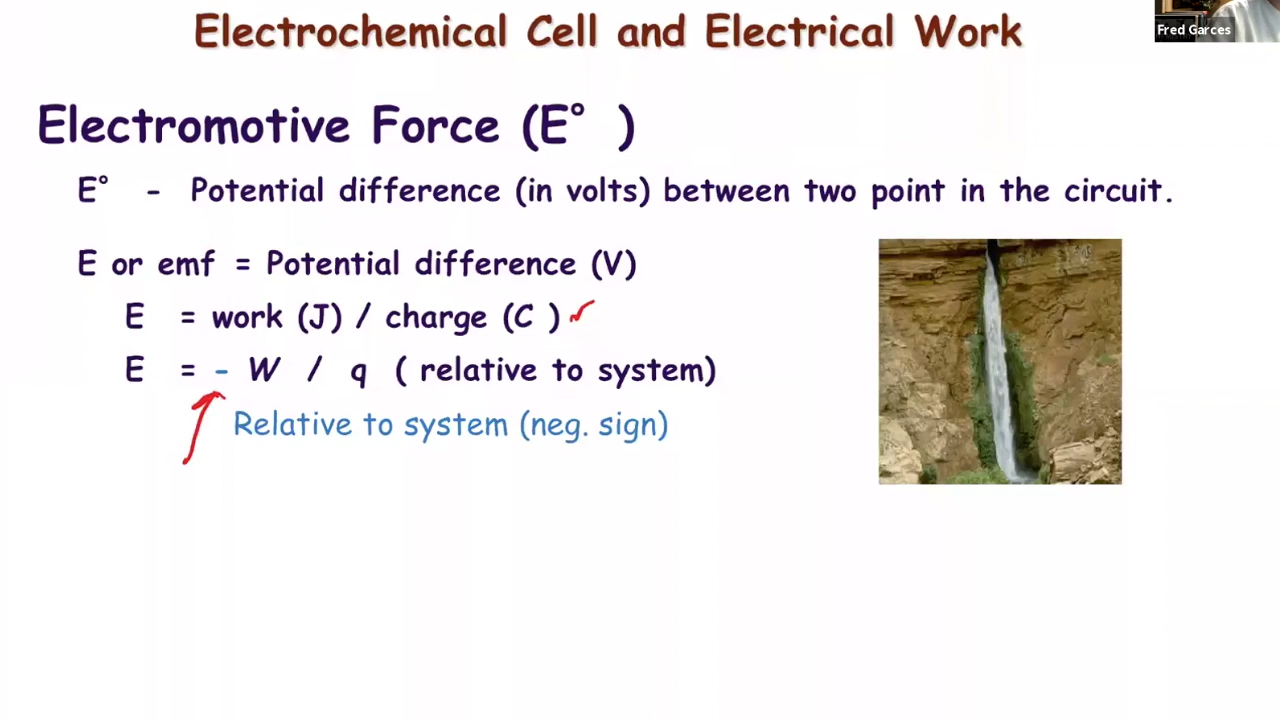 Electrochemical Cell and Electrical Work
Fred Garces
Electromotive Force (E° )
E° - Potential difference (in volts) between two point in the circuit.
E or emf = Potential difference (V)
E = work (J) / charge (C )
E = - W / q ( relative to system)
Relative to system (neg. sign)